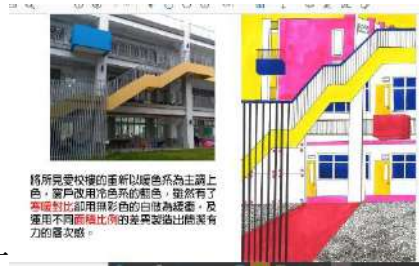 將所見愛校樓的重新以暖色系為主調上
色，窗戶改用冷色系的藍色，雖然有了
寒暖對比卻用無彩色的白做為緩衝，及
運用不同面積比例的差異製造出簡潔有
力的層次感。